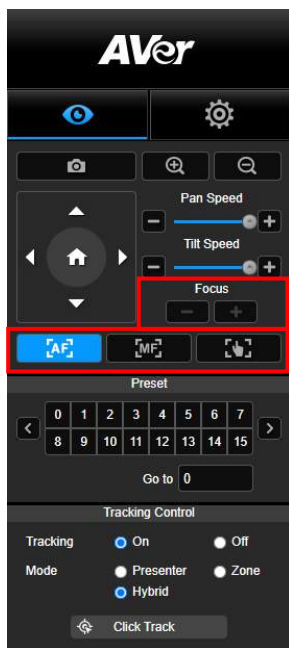 AVer
Pan Speed
Tilt Speed
Focus
AF MF
Preset
0 1 2 3 4 5 6 7
8 9 10 11 12 13 14 15
Go to 0
Tracking Control
Tracking On Off
Mode Presenter Zone
Hybrid
Click Track